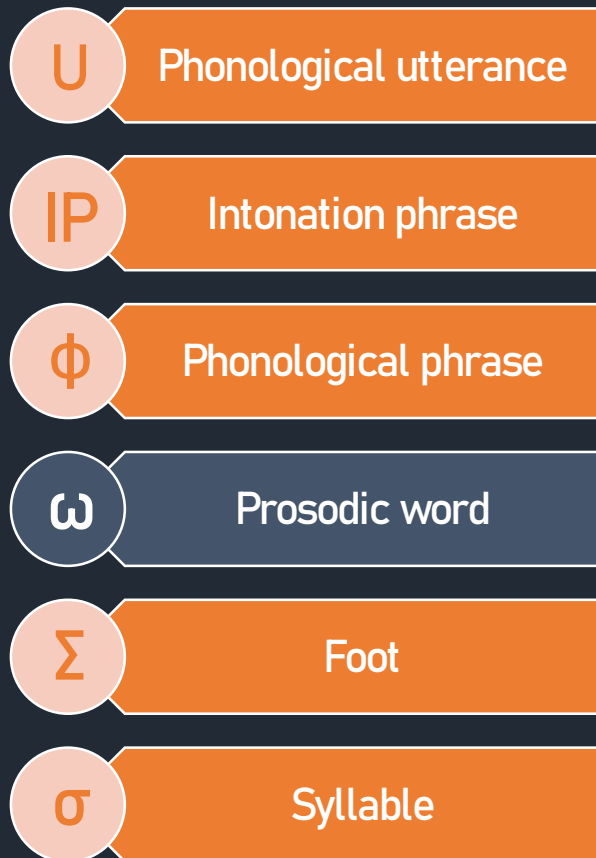 U Phonological utterance
IP Intonation phrase
ϕ Phonological phrase
ω Prosodic word
Σ Foot
σ Syllable